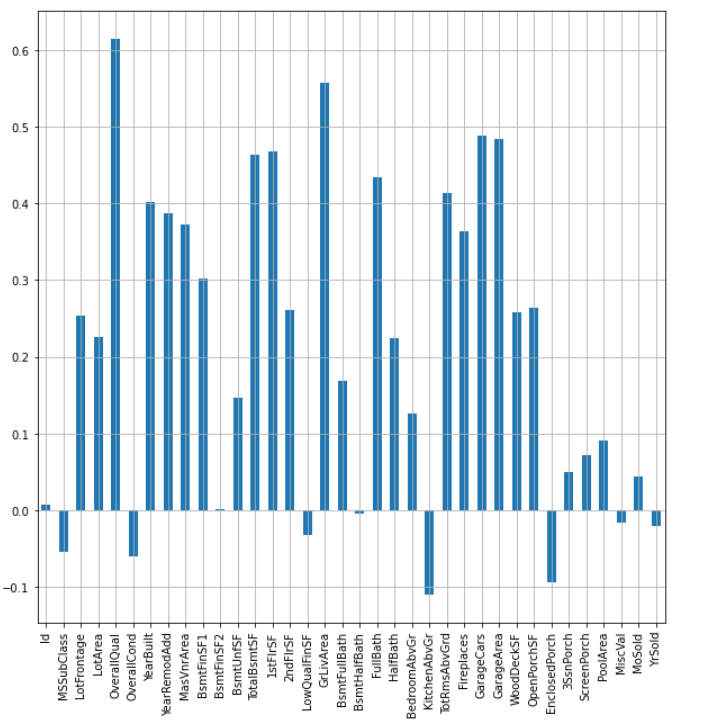 0.6
0.5
0.4
0.3
0.2
0.1
0.0
−0.1
Id
MSSubClass
LotFrontage
LotArea
OverallQual
OverallCond
YearBuilt
YearRemodAdd
MasVnrArea
BsmtFinSF1
BsmtFinSF2
BsmtUnfSF
TotalBsmtSF
1stFlrSF
2ndFlrSF
LowQualFinSF
GrLivArea
BsmtFullBath
BsmtHalfBath
FullBath
HalfBath
BedroomAbvGr
KitchenAbvGr
TotRmsAbvGrd
Fireplaces
GarageCars
GarageArea
WoodDeckSF
OpenPorchSF
EnclosedPorch
3SsnPorch
ScreenPorch
PoolArea
MiscVal
MoSold
YrSold